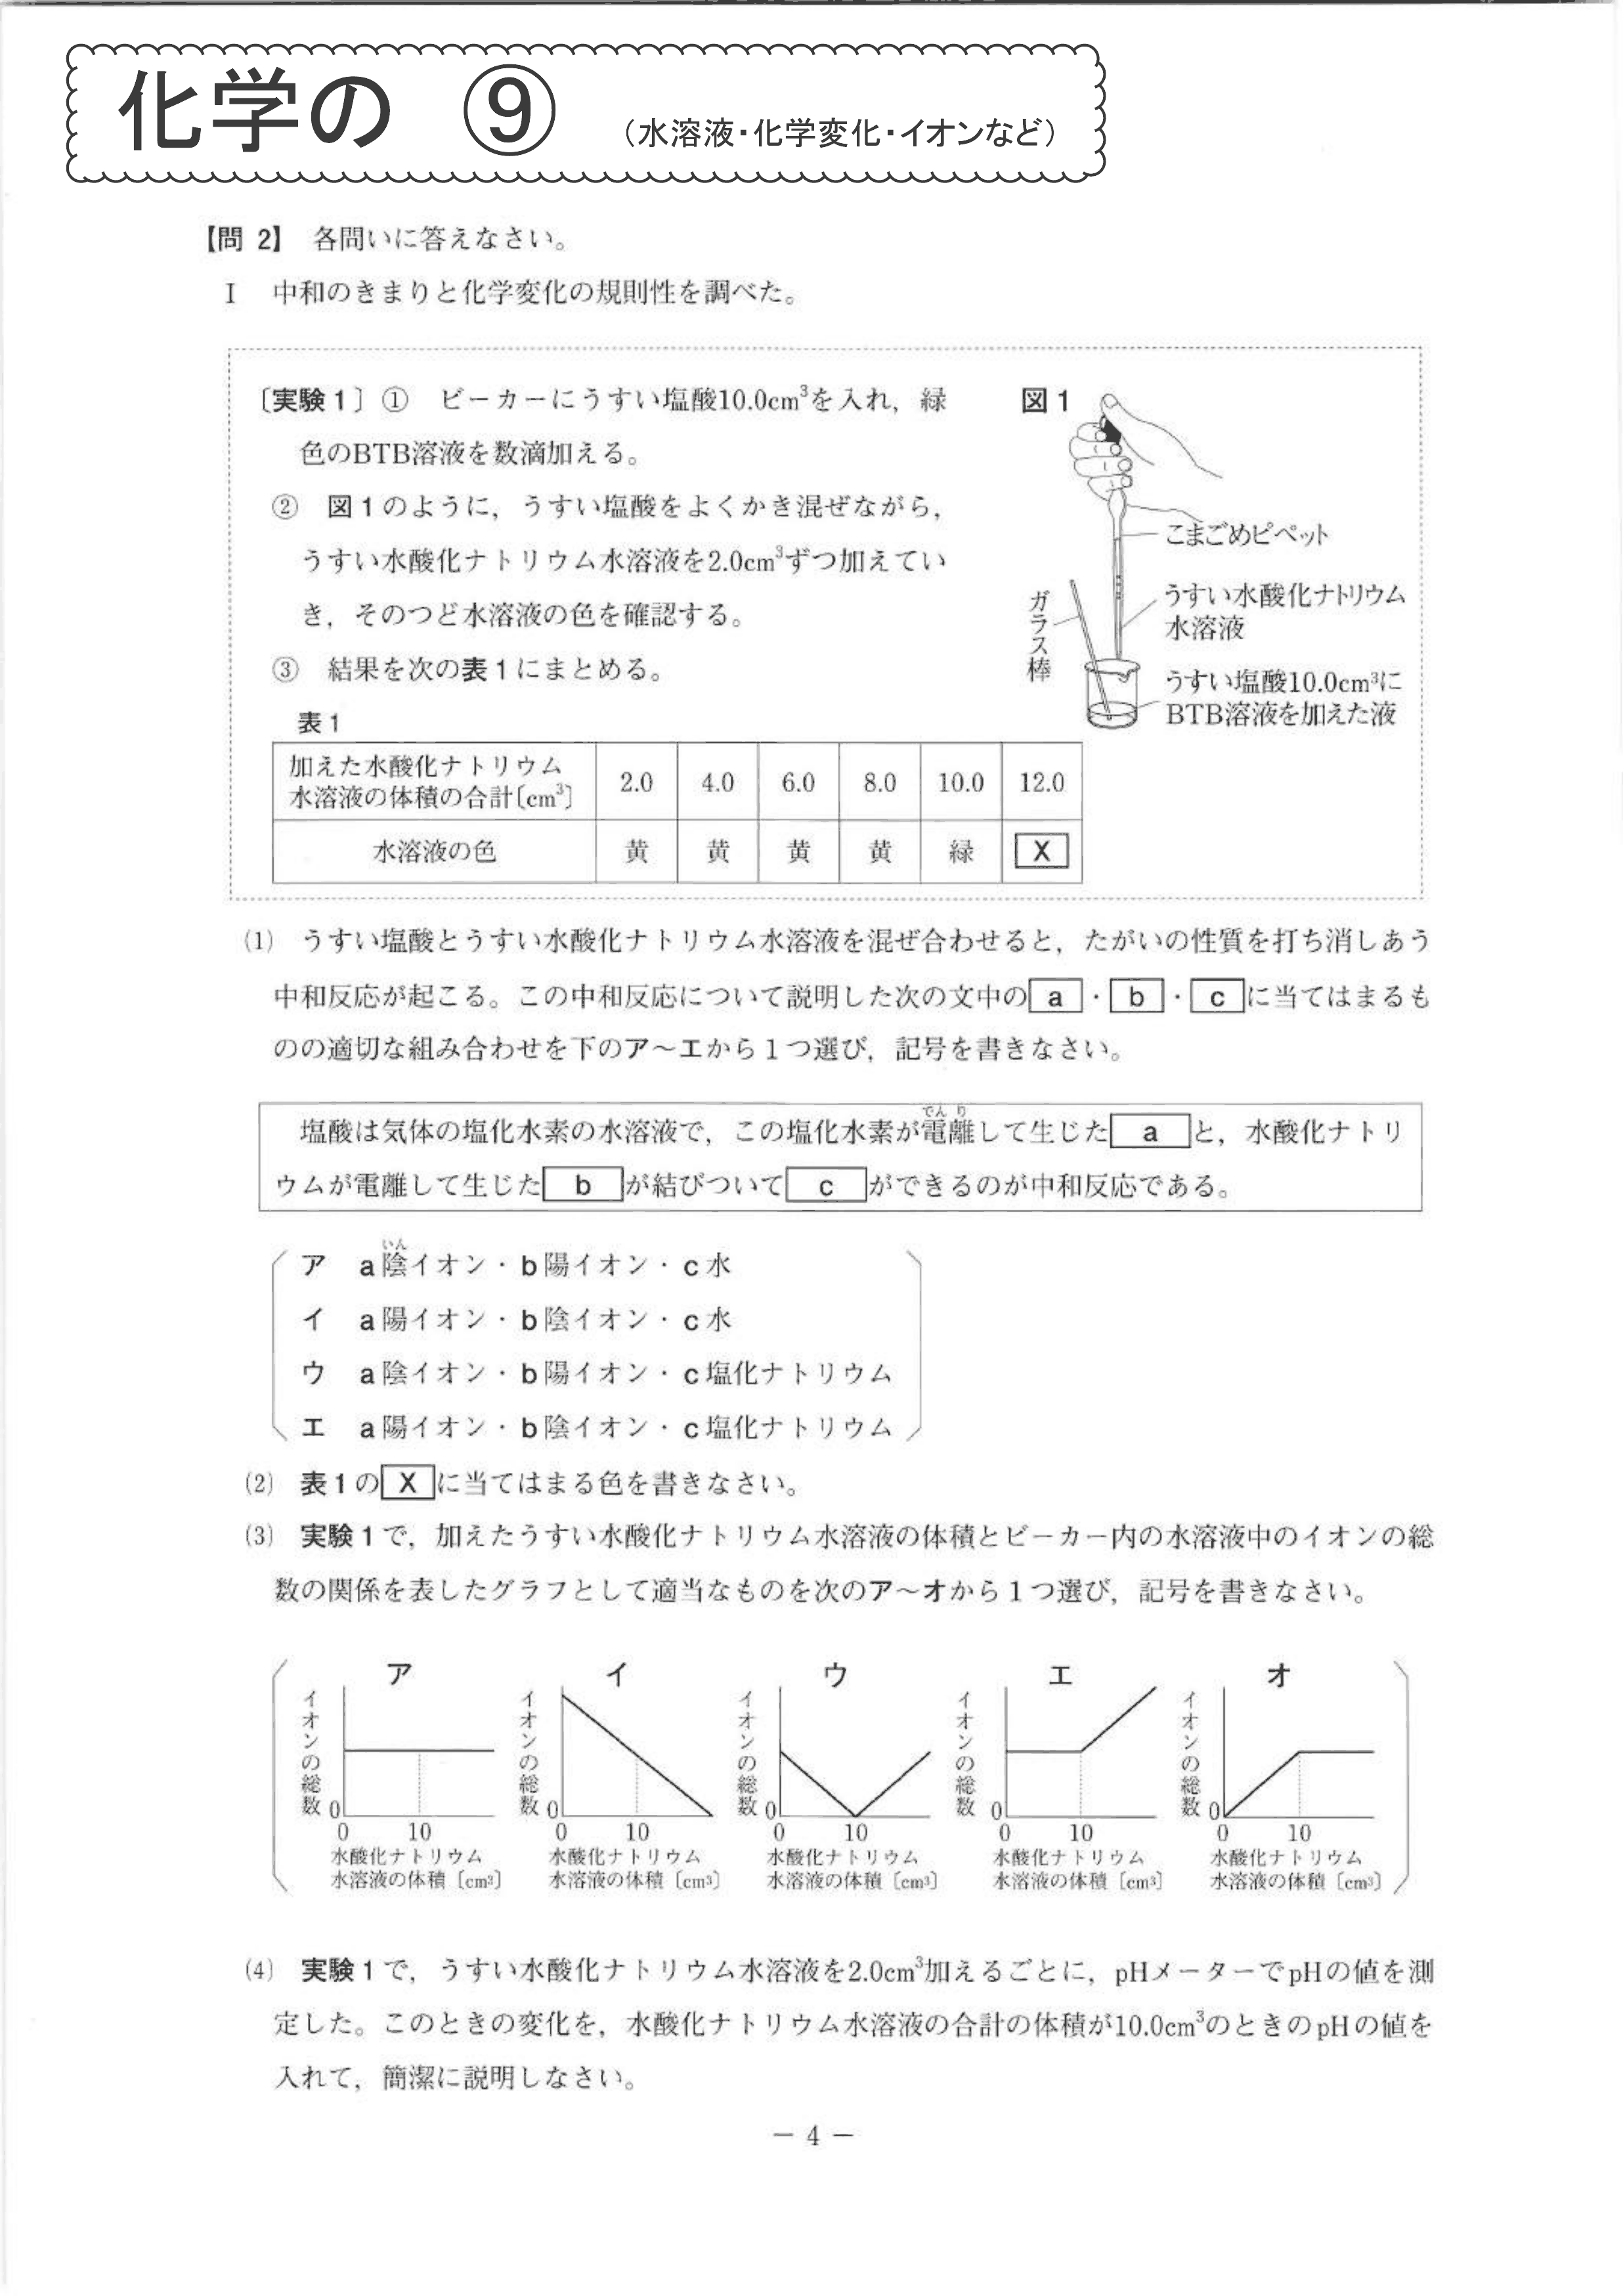 化学の ⑨ （水溶液・化学変化・イオンなど）
【問 2】 各問いに答えなさい。
Ⅰ 中和のきまりと化学変化の規則性を調べた。
〔実験1〕① ビーカーにうすい塩酸10.0cm³を入れ，緑
色のBTB溶液を数滴加える。
② 図1のように，うすい塩酸をよくかき混ぜながら，
うすい水酸化ナトリウム水溶液を2.0cm³ずつ加えてい
き，そのつど水溶液の色を確認する。
③ 結果を次の表1にまとめる。
図1
こまごめピペット
ガラス棒
うすい水酸化ナトリウム
水溶液
うすい塩酸10.0cm³に
BTB溶液を加えた液
表1
加えた水酸化ナトリウム
水溶液の体積の合計〔cm³〕 2.0 4.0 6.0 8.0 10.0 12.0
水溶液の色 黄 黄 黄 黄 緑 X
(1) うすい塩酸とうすい水酸化ナトリウム水溶液を混ぜ合わせると，たがいの性質を打ち消しあう
中和反応が起こる。この中和反応について説明した次の文中の a ・ b ・ c に当てはまるも
のの適切な組み合わせを下のア～エから1つ選び，記号を書きなさい。
でん り
塩酸は気体の塩化水素の水溶液で，この塩化水素が電離して生じた a と，水酸化ナトリ
ウムが電離して生じた b が結びついて c ができるのが中和反応である。
いん
ア a陰イオン・b陽イオン・c水
イ a陽イオン・b陰イオン・c水
ウ a陰イオン・b陽イオン・c塩化ナトリウム
エ a陽イオン・b陰イオン・c塩化ナトリウム
(2) 表1の X に当てはまる色を書きなさい。
(3) 実験1で，加えたうすい水酸化ナトリウム水溶液の体積とビーカー内の水溶液中のイオンの総
数の関係を表したグラフとして適当なものを次のア～オから1つ選び，記号を書きなさい。
ア
イオンの総数
0
0 10
水酸化ナトリウム
水溶液の体積〔cm³〕
イ
イオンの総数
0
0 10
水酸化ナトリウム
水溶液の体積〔cm³〕
ウ
イオンの総数
0
0 10
水酸化ナトリウム
水溶液の体積〔cm³〕
エ
イオンの総数
0
0 10
水酸化ナトリウム
水溶液の体積〔cm³〕
オ
イオンの総数
0
0 10
水酸化ナトリウム
水溶液の体積〔cm³〕
(4) 実験1で，うすい水酸化ナトリウム水溶液を2.0cm³加えるごとに，pHメーターでpHの値を測
定した。このときの変化を，水酸化ナトリウム水溶液の合計の体積が10.0cm³のときのpHの値を
入れて，簡潔に説明しなさい。
－ 4 －